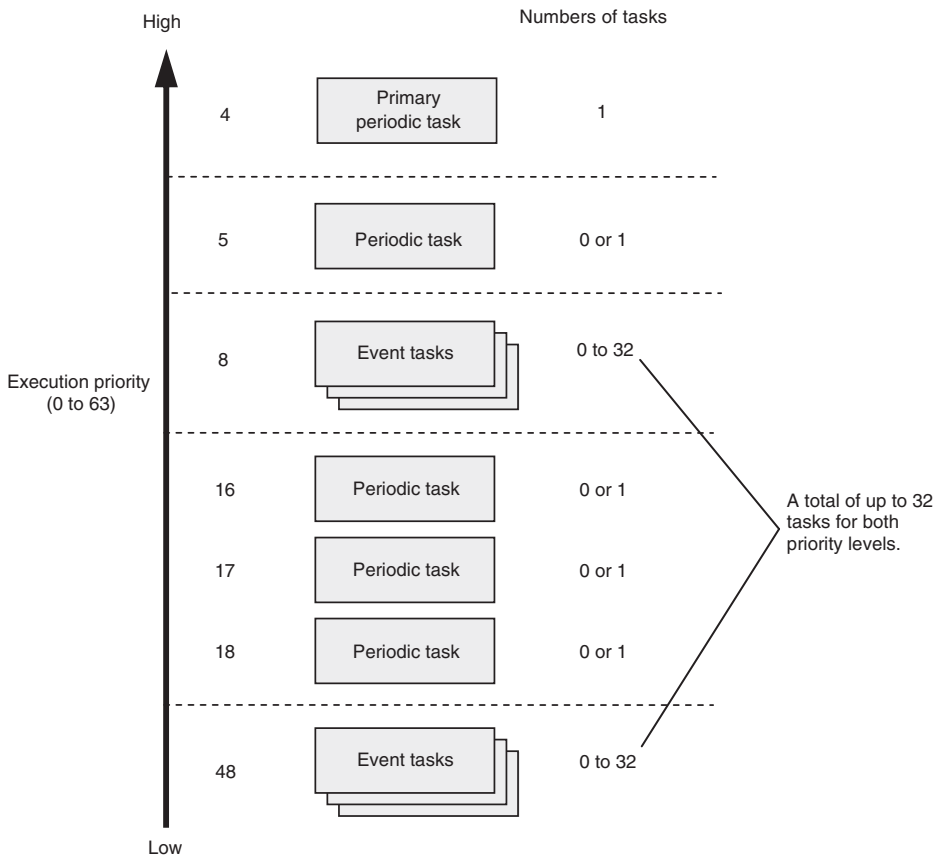 High
Numbers of tasks
4
Primary
periodic task
1
5
Periodic task
0 or 1
8
Event tasks
0 to 32
Execution priority
(0 to 63)
16
Periodic task
0 or 1
A total of up to 32
tasks for both
priority levels.
17
Periodic task
0 or 1
18
Periodic task
0 or 1
48
Event tasks
0 to 32
Low